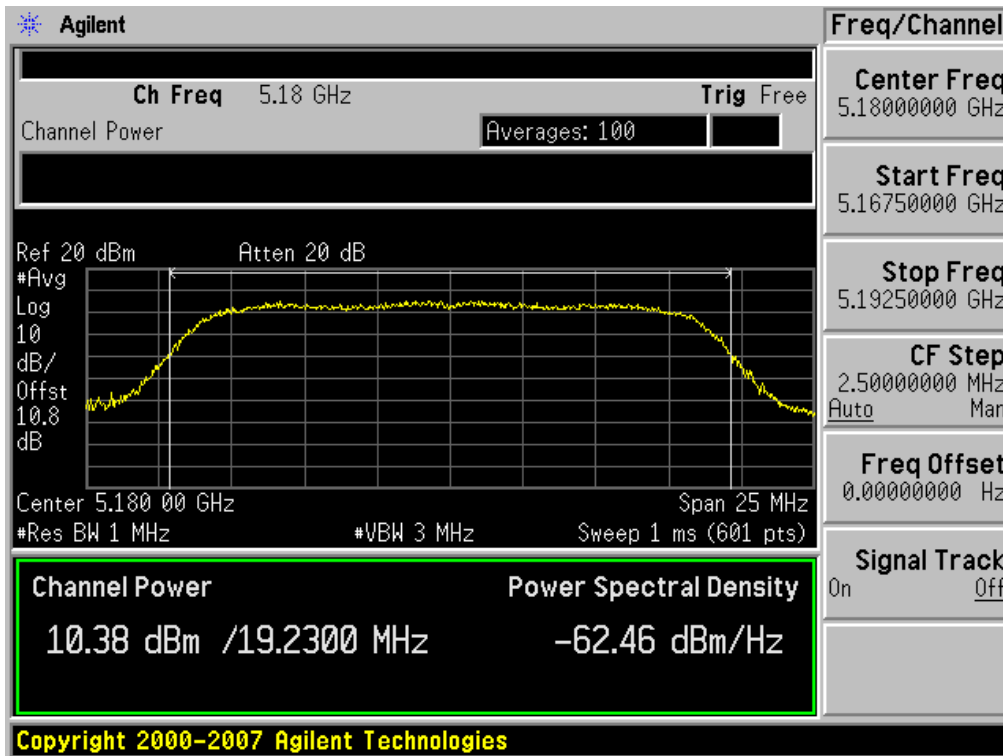 Agilent
Freq/Channel
Ch Freq 5.18 GHz Trig Free
Channel Power Averages: 100
Ref 20 dBm Atten 20 dB
#Avg
Log
10
dB/
Offst
10.8
dB
Center 5.180 00 GHz Span 25 MHz
#Res BW 1 MHz #VBW 3 MHz Sweep 1 ms (601 pts)
Channel Power Power Spectral Density
10.38 dBm /19.2300 MHz -62.46 dBm/Hz
Center Freq
5.18000000 GHz
Start Freq
5.16750000 GHz
Stop Freq
5.19250000 GHz
CF Step
2.50000000 MHz
Auto Man
Freq Offset
0.00000000 Hz
Signal Track
On Off
Copyright 2000-2007 Agilent Technologies